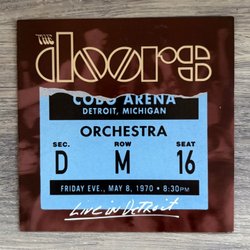 THE
doors
COBO ARENA
DETROIT, MICHIGAN
ORCHESTRA
SEC. ROW SEAT
D M 16
FRIDAY EVE., MAY 8, 1970 • 8:30PM
LIVE IN DETROIT